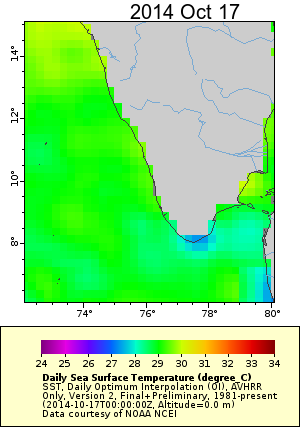 2014 Oct 17
14°
12°
10°
8°
74° 76° 78° 80°
24 25 26 27 28 29 30 31 32 33 34
Daily Sea Surface Temperature (degree_C)
SST, Daily Optimum Interpolation (OI), AVHRR
Only, Version 2, Final+Preliminary, 1981-present
(2014-10-17T00:00:00Z, Altitude=0.0 m)
Data courtesy of NOAA NCEI